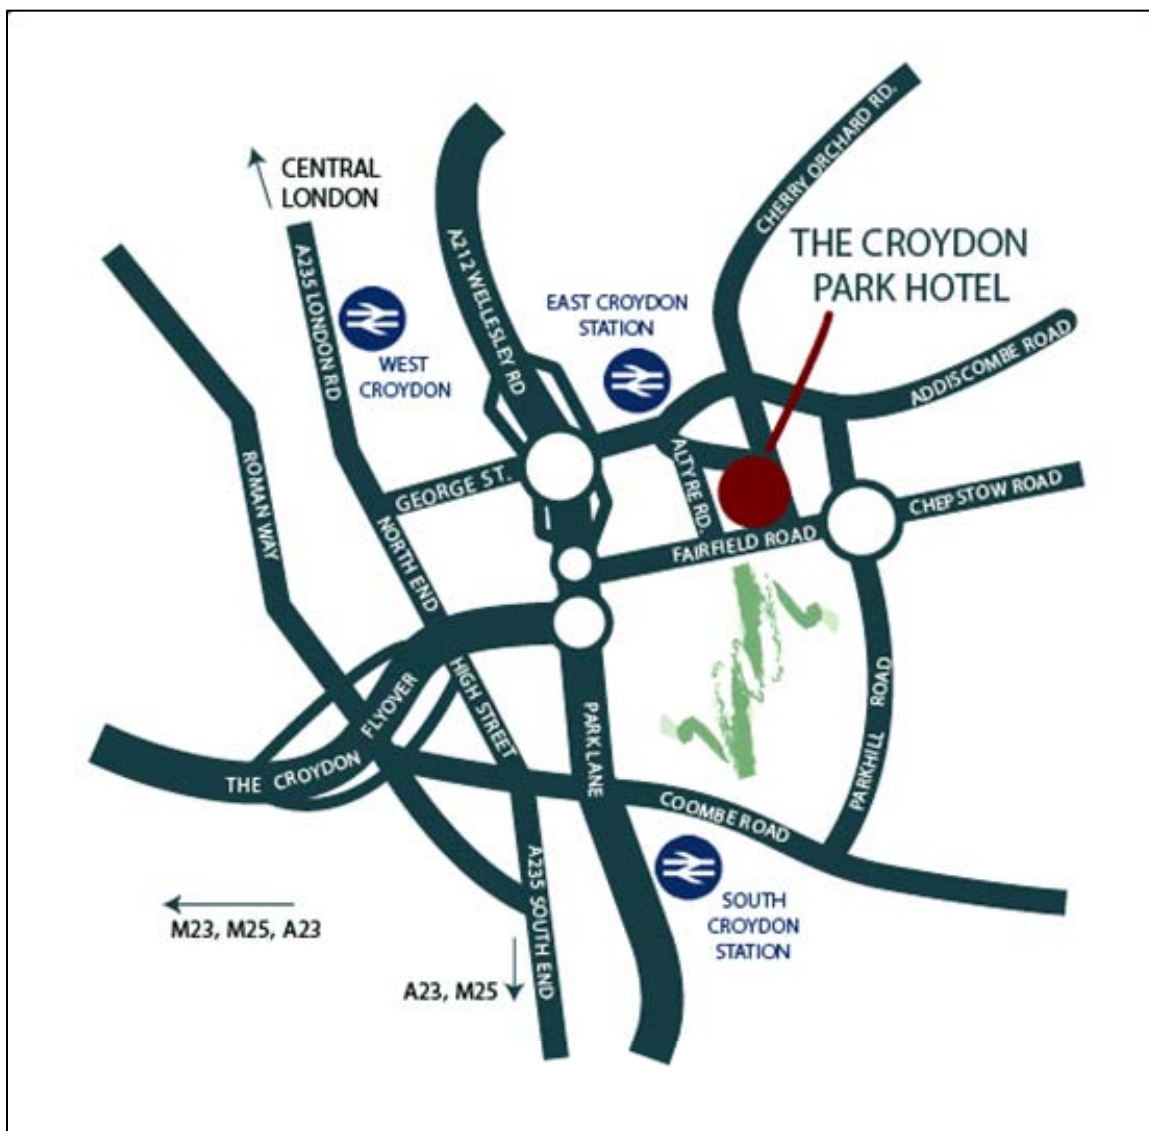 CENTRAL
LONDON
A235 LONDON RD
WEST
CROYDON
A212 WELLESLEY RD
EAST CROYDON
STATION
CHERRY ORCHARD RD.
THE CROYDON
PARK HOTEL
ADDISCOMBE ROAD
CHEPSTOW ROAD
ALTYRE RD.
FAIRFIELD ROAD
GEORGE ST.
ROMAN WAY
NORTH END
HIGH STREET
THE CROYDON FLYOVER
PARK LANE
PARKHILL ROAD
COOMBE ROAD
A235 SOUTH END
SOUTH
CROYDON
STATION
M23, M25, A23
A23, M25